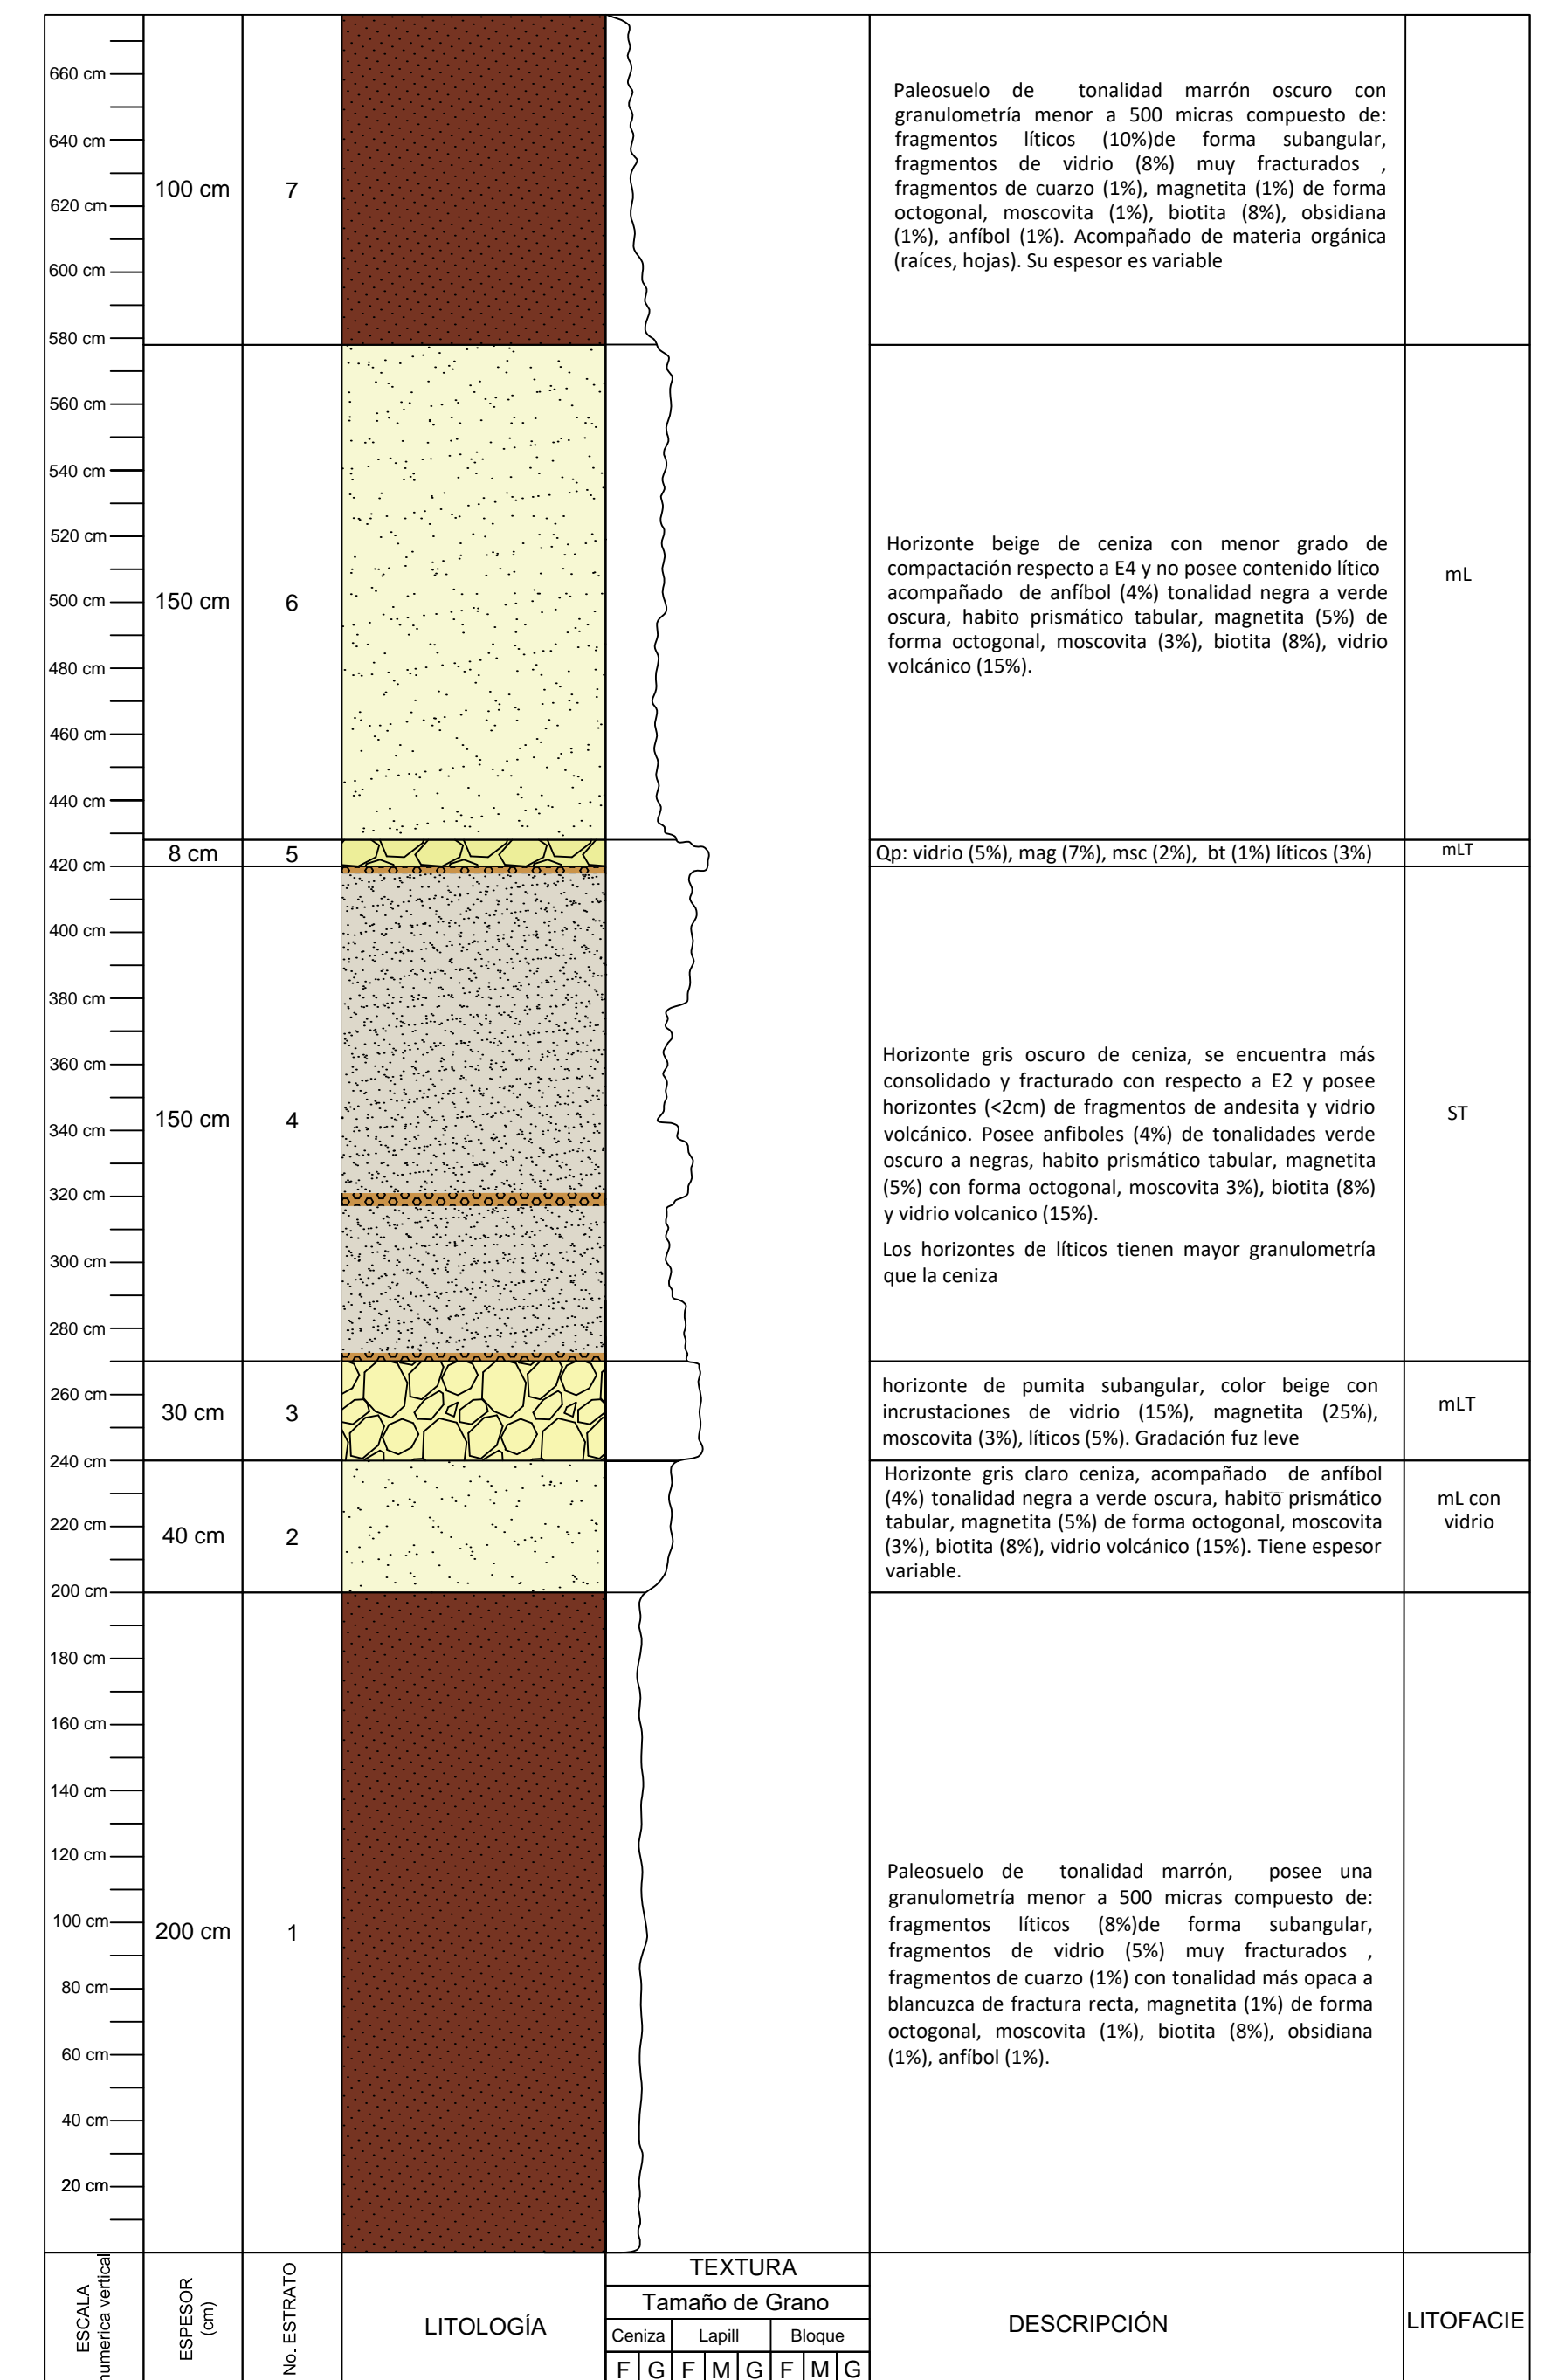 660 cm
640 cm
620 cm
600 cm
580 cm
100 cm
7
Paleosuelo de tonalidad marrón oscuro con
granulometría menor a 500 micras compuesto de:
fragmentos líticos (10%)de forma subangular,
fragmentos de vidrio (8%) muy fracturados ,
fragmentos de cuarzo (1%), magnetita (1%) de forma
octogonal, moscovita (1%), biotita (8%), obsidiana
(1%), anfíbol (1%). Acompañado de materia orgánica
(raíces, hojas). Su espesor es variable
560 cm
540 cm
520 cm
500 cm
480 cm
460 cm
440 cm
150 cm
6
Horizonte beige de ceniza con menor grado de
compactación respecto a E4 y no posee contenido lítico
acompañado de anfíbol (4%) tonalidad negra a verde
oscura, habito prismático tabular, magnetita (5%) de
forma octogonal, moscovita (3%), biotita (8%), vidrio
volcánico (15%).
mL
420 cm
8 cm
5
Qp: vidrio (5%), mag (7%), msc (2%), bt (1%) líticos (3%)
mLT
400 cm
380 cm
360 cm
340 cm
320 cm
300 cm
280 cm
150 cm
4
Horizonte gris oscuro de ceniza, se encuentra más
consolidado y fracturado con respecto a E2 y posee
horizontes (<2cm) de fragmentos de andesita y vidrio
volcánico. Posee anfiboles (4%) de tonalidades verde
oscuro a negras, habito prismático tabular, magnetita
(5%) con forma octogonal, moscovita 3%), biotita (8%)
y vidrio volcanico (15%).
Los horizontes de líticos tienen mayor granulometría
que la ceniza
ST
260 cm
240 cm
30 cm
3
horizonte de pumita subangular, color beige con
incrustaciones de vidrio (15%), magnetita (25%),
moscovita (3%), líticos (5%). Gradación fuz leve
mLT
220 cm
200 cm
40 cm
2
Horizonte gris claro ceniza, acompañado de anfíbol
(4%) tonalidad negra a verde oscura, habito prismático
tabular, magnetita (5%) de forma octogonal, moscovita
(3%), biotita (8%), vidrio volcánico (15%). Tiene espesor
variable.
mL con
vidrio
180 cm
160 cm
140 cm
120 cm
100 cm
80 cm
60 cm
40 cm
20 cm
200 cm
1
Paleosuelo de tonalidad marrón, posee una
granulometría menor a 500 micras compuesto de:
fragmentos líticos (8%)de forma subangular,
fragmentos de vidrio (5%) muy fracturados ,
fragmentos de cuarzo (1%) con tonalidad más opaca a
blancuzca de fractura recta, magnetita (1%) de forma
octogonal, moscovita (1%), biotita (8%), obsidiana
(1%), anfíbol (1%).
ESCALA
numerica vertical
ESPESOR
(cm)
No. ESTRATO
LITOLOGÍA
TEXTURA
Tamaño de Grano
Ceniza Lapill Bloque
F G F M G F M G
DESCRIPCIÓN
LITOFACIE